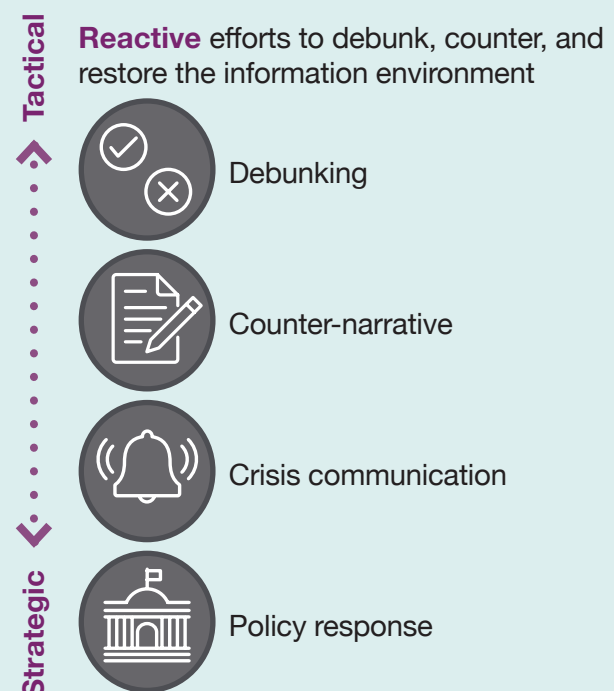 Tactical
Reactive efforts to debunk, counter, and
restore the information environment
Debunking
Counter-narrative
Crisis communication
Policy response
Strategic